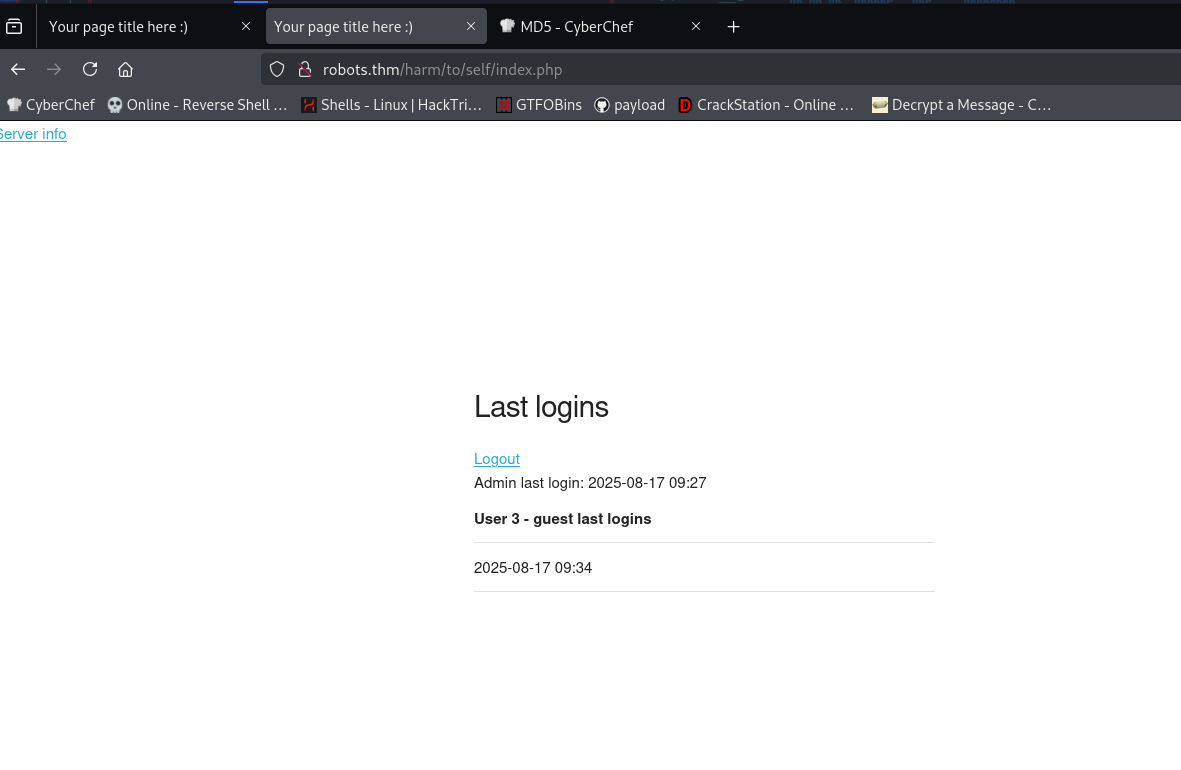 Your page title here :)
Your page title here :)
MD5 - CyberChef
robots.thm/harm/to/self/index.php
CyberChef
Online - Reverse Shell …
Shells - Linux | HackTri…
GTFOBins
payload
CrackStation - Online …
Decrypt a Message - C…
Server info
Last logins
Logout
Admin last login: 2025-08-17 09:27
User 3 - guest last logins
2025-08-17 09:34